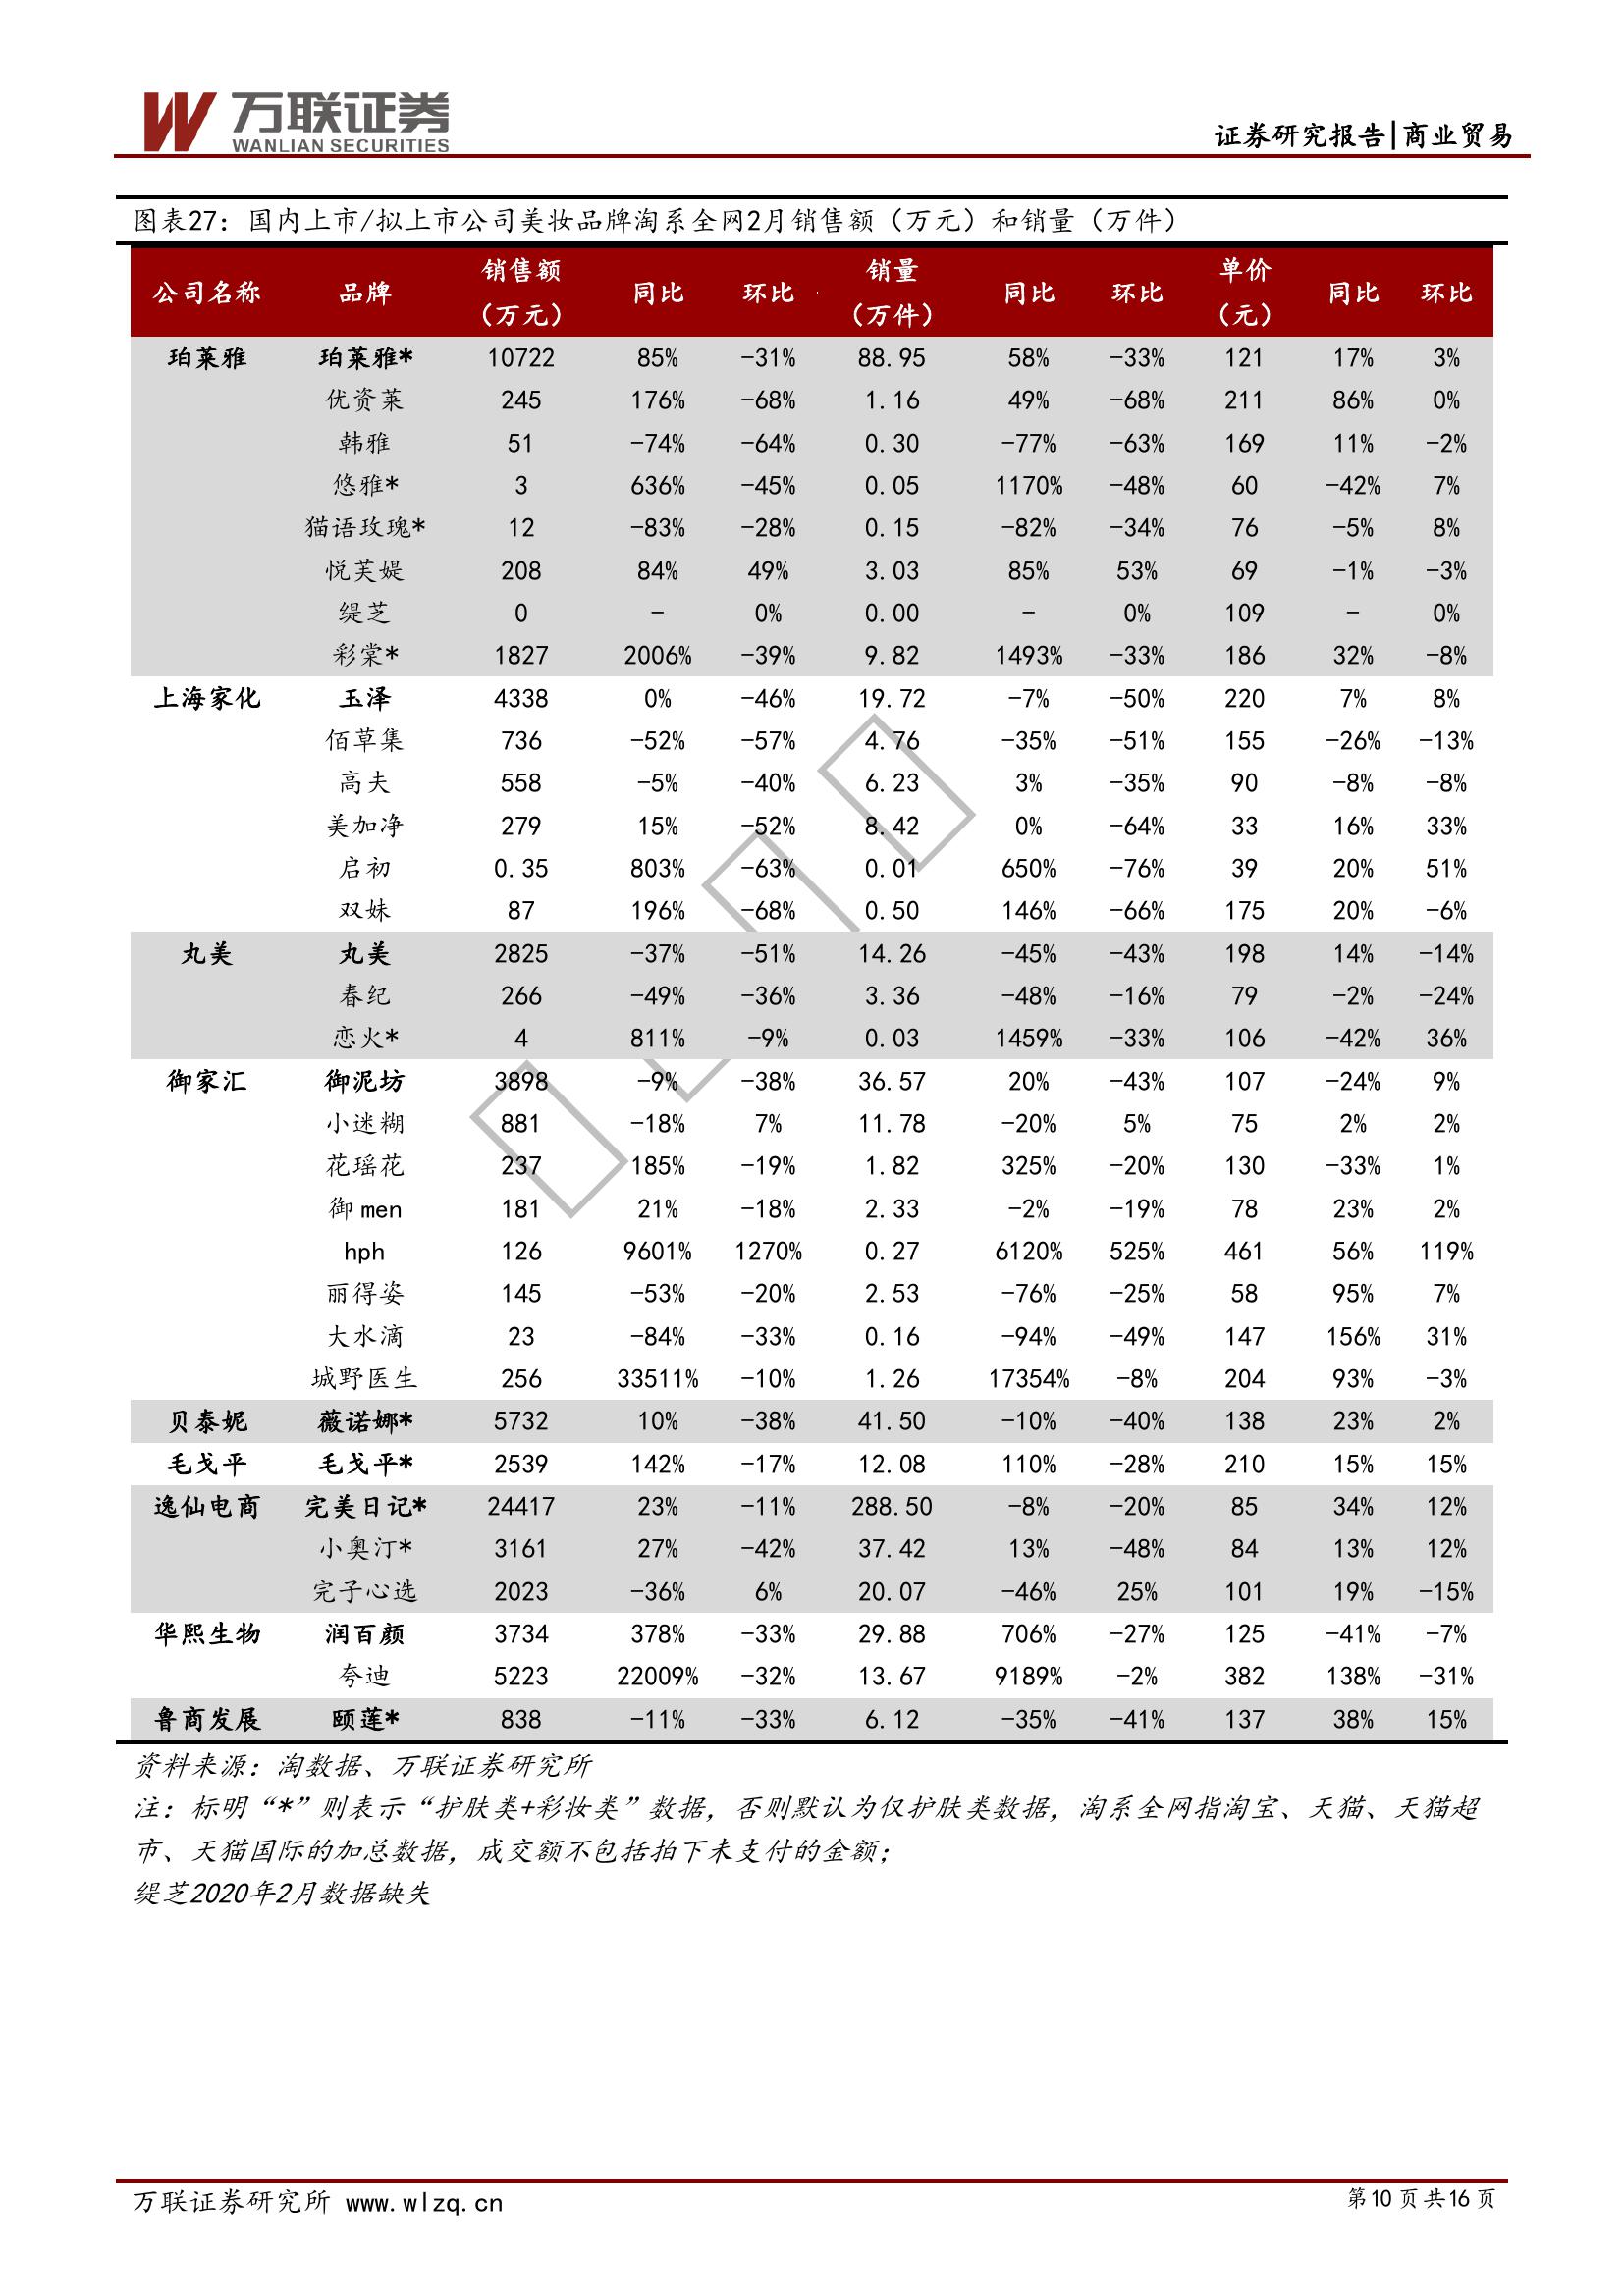 万联证券
WANLIAN SECURITIES
证券研究报告|商业贸易
图表27：国内上市/拟上市公司美妆品牌淘系全网2月销售额（万元）和销量（万件）
公司名称 品牌 销售额（万元） 同比 环比 销量（万件） 同比 环比 单价（元） 同比 环比
珀莱雅 珀莱雅* 10722 85% -31% 88.95 58% -33% 121 17% 3%
优资莱 245 176% -68% 1.16 49% -68% 211 86% 0%
韩雅 51 -74% -64% 0.30 -77% -63% 169 11% -2%
悠雅* 3 636% -45% 0.05 1170% -48% 60 -42% 7%
猫语玫瑰* 12 -83% -28% 0.15 -82% -34% 76 -5% 8%
悦芙媞 208 84% 49% 3.03 85% 53% 69 -1% -3%
缇芝 0 - 0% 0.00 - 0% 109 - 0%
彩棠* 1827 2006% -39% 9.82 1493% -33% 186 32% -8%
上海家化 玉泽 4338 0% -46% 19.72 -7% -50% 220 7% 8%
佰草集 736 -52% -57% 4.76 -35% -51% 155 -26% -13%
高夫 558 -5% -40% 6.23 3% -35% 90 -8% -8%
美加净 279 15% -52% 8.42 0% -64% 33 16% 33%
启初 0.35 803% -63% 0.01 650% -76% 39 20% 51%
双妹 87 196% -68% 0.50 146% -66% 175 20% -6%
丸美 丸美 2825 -37% -51% 14.26 -45% -43% 198 14% -14%
春纪 266 -49% -36% 3.36 -48% -16% 79 -2% -24%
恋火* 4 811% -9% 0.03 1459% -33% 106 -42% 36%
御家汇 御泥坊 3898 -9% -38% 36.57 20% -43% 107 -24% 9%
小迷糊 881 -18% 7% 11.78 -20% 5% 75 2% 2%
花瑶花 237 185% -19% 1.82 325% -20% 130 -33% 1%
御men 181 21% -18% 2.33 -2% -19% 78 23% 2%
hph 126 9601% 1270% 0.27 6120% 525% 461 56% 119%
丽得姿 145 -53% -20% 2.53 -76% -25% 58 95% 7%
大水滴 23 -84% -33% 0.16 -94% -49% 147 156% 31%
城野医生 256 33511% -10% 1.26 17354% -8% 204 93% -3%
贝泰妮 薇诺娜* 5732 10% -38% 41.50 -10% -40% 138 23% 2%
毛戈平 毛戈平* 2539 142% -17% 12.08 110% -28% 210 15% 15%
逸仙电商 完美日记* 24417 23% -11% 288.50 -8% -20% 85 34% 12%
小奥汀* 3161 27% -42% 37.42 13% -48% 84 13% 12%
完子心选 2023 -36% 6% 20.07 -46% 25% 101 19% -15%
华熙生物 润百颜 3734 378% -33% 29.88 706% -27% 125 -41% -7%
夸迪 5223 22009% -32% 13.67 9189% -2% 382 138% -31%
鲁商发展 颐莲* 838 -11% -33% 6.12 -35% -41% 137 38% 15%
资料来源：淘数据、万联证券研究所
注：标明“*”则表示“护肤类+彩妆类”数据，否则默认为仅护肤类数据，淘系全网指淘宝、天猫、天猫超
市、天猫国际的加总数据，成交额不包括拍下未支付的金额；
缇芝2020年2月数据缺失
万联证券研究所 www.wlzq.cn
第10页共16页